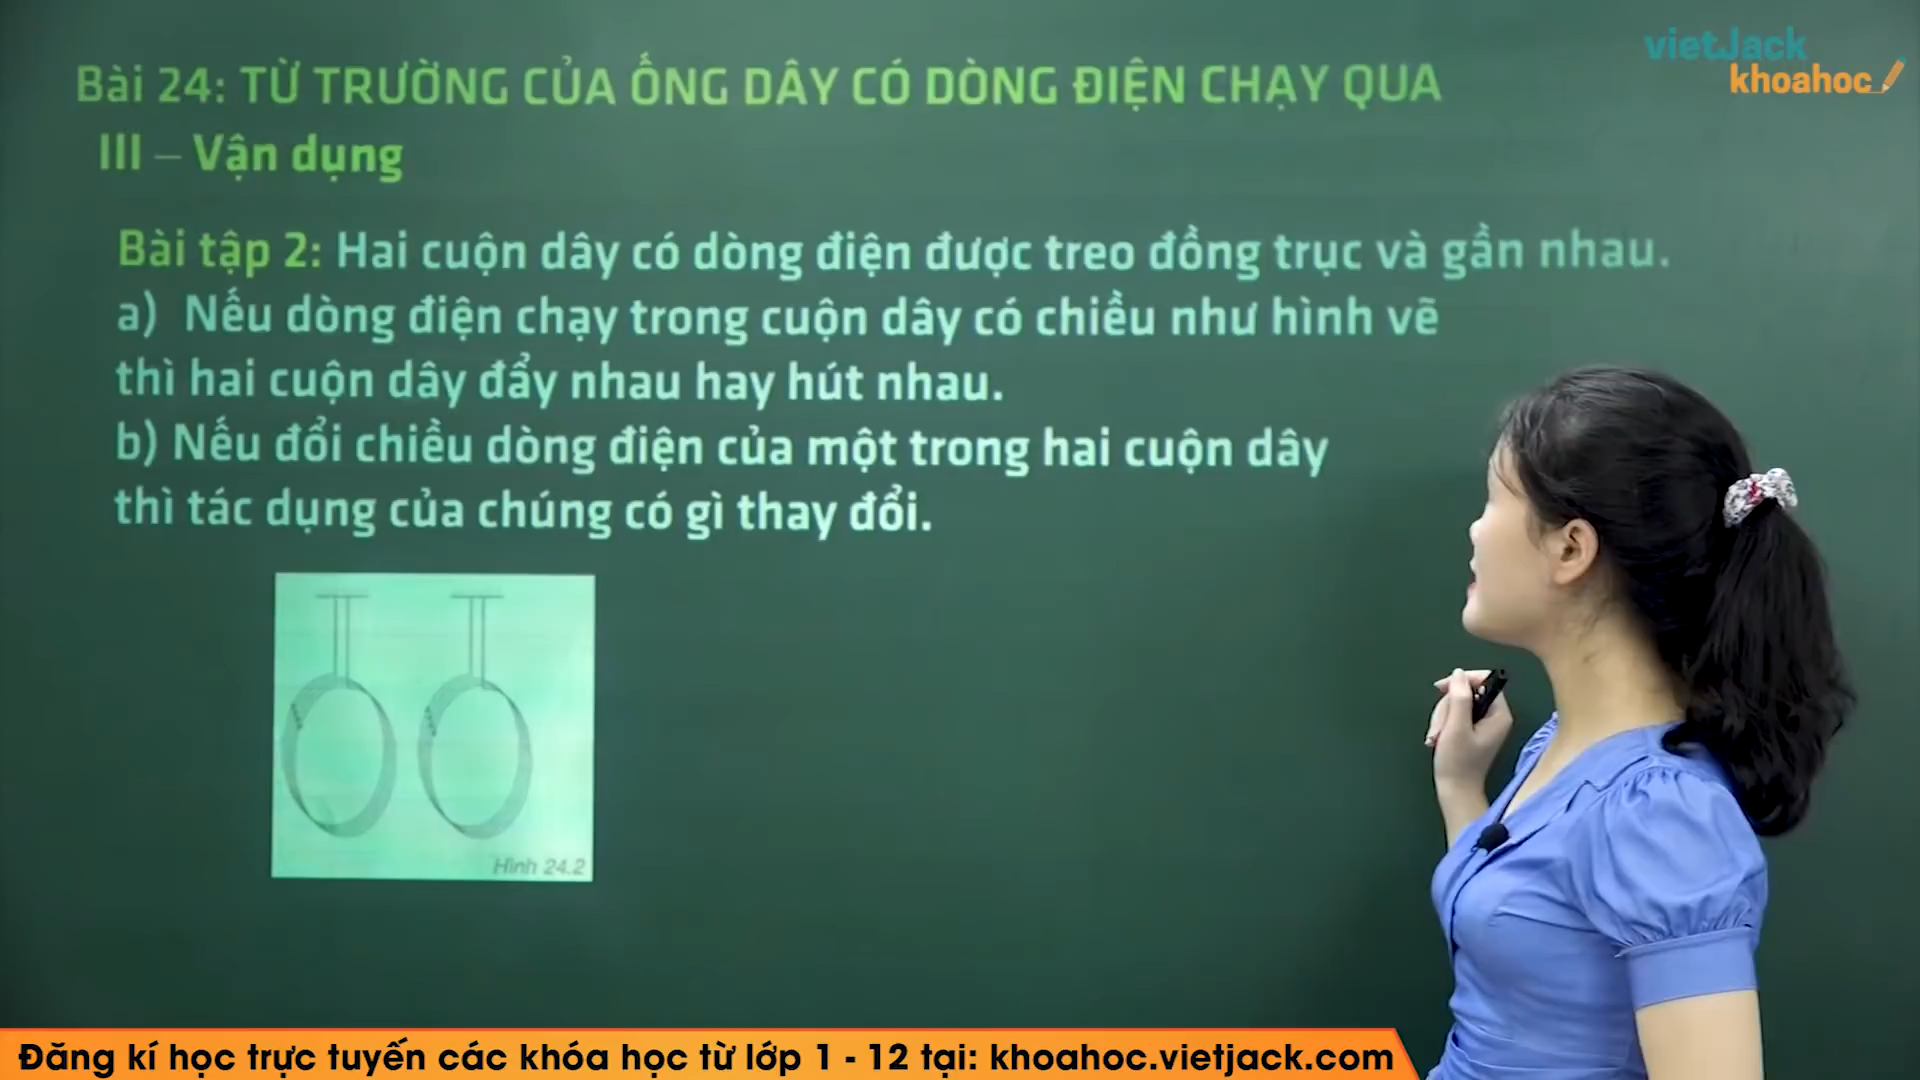 vietJack
khoahoc
Bài 24: TỪ TRƯỜNG CỦA ỐNG DÂY CÓ DÒNG ĐIỆN CHẠY QUA
III – Vận dụng
Bài tập 2: Hai cuộn dây có dòng điện được treo đồng trục và gần nhau.
a) Nếu dòng điện chạy trong cuộn dây có chiều như hình vẽ
thì hai cuộn dây đẩy nhau hay hút nhau.
b) Nếu đổi chiều dòng điện của một trong hai cuộn dây
thì tác dụng của chúng có gì thay đổi.
Hình 24.2
Đăng kí học trực tuyến các khóa học từ lớp 1 - 12 tại: khoahoc.vietjack.com